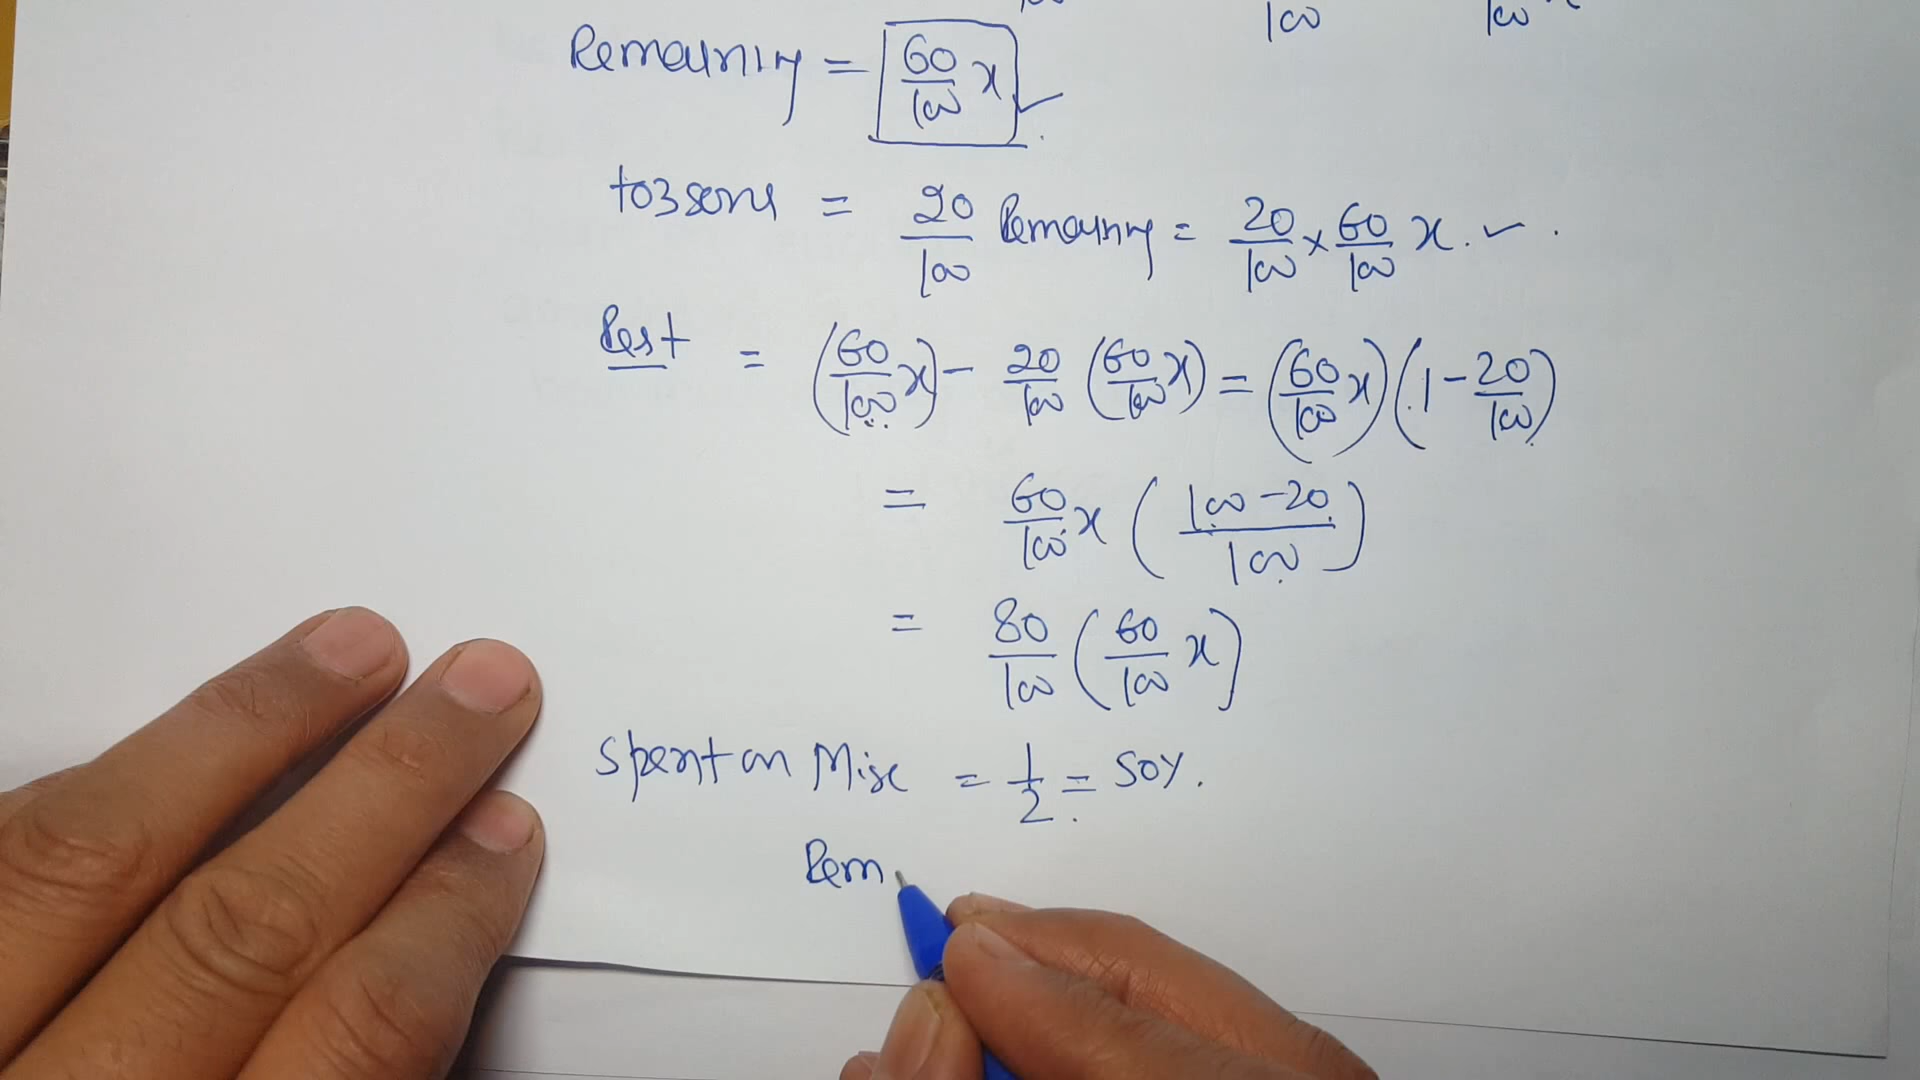 100 100 x
Remaining = 60/100 x ✓
to 3 sons = 20/100 Remaining = 20/100 × 60/100 x. ✓
Rest = (60/100 x) - 20/100 (60/100 x) = (60/100 x) (1 - 20/100)
= 60/100 x (100 - 20 / 100)
= 80/100 (60/100 x)
Spent on Misc = 1/2 = 50%.
Rem